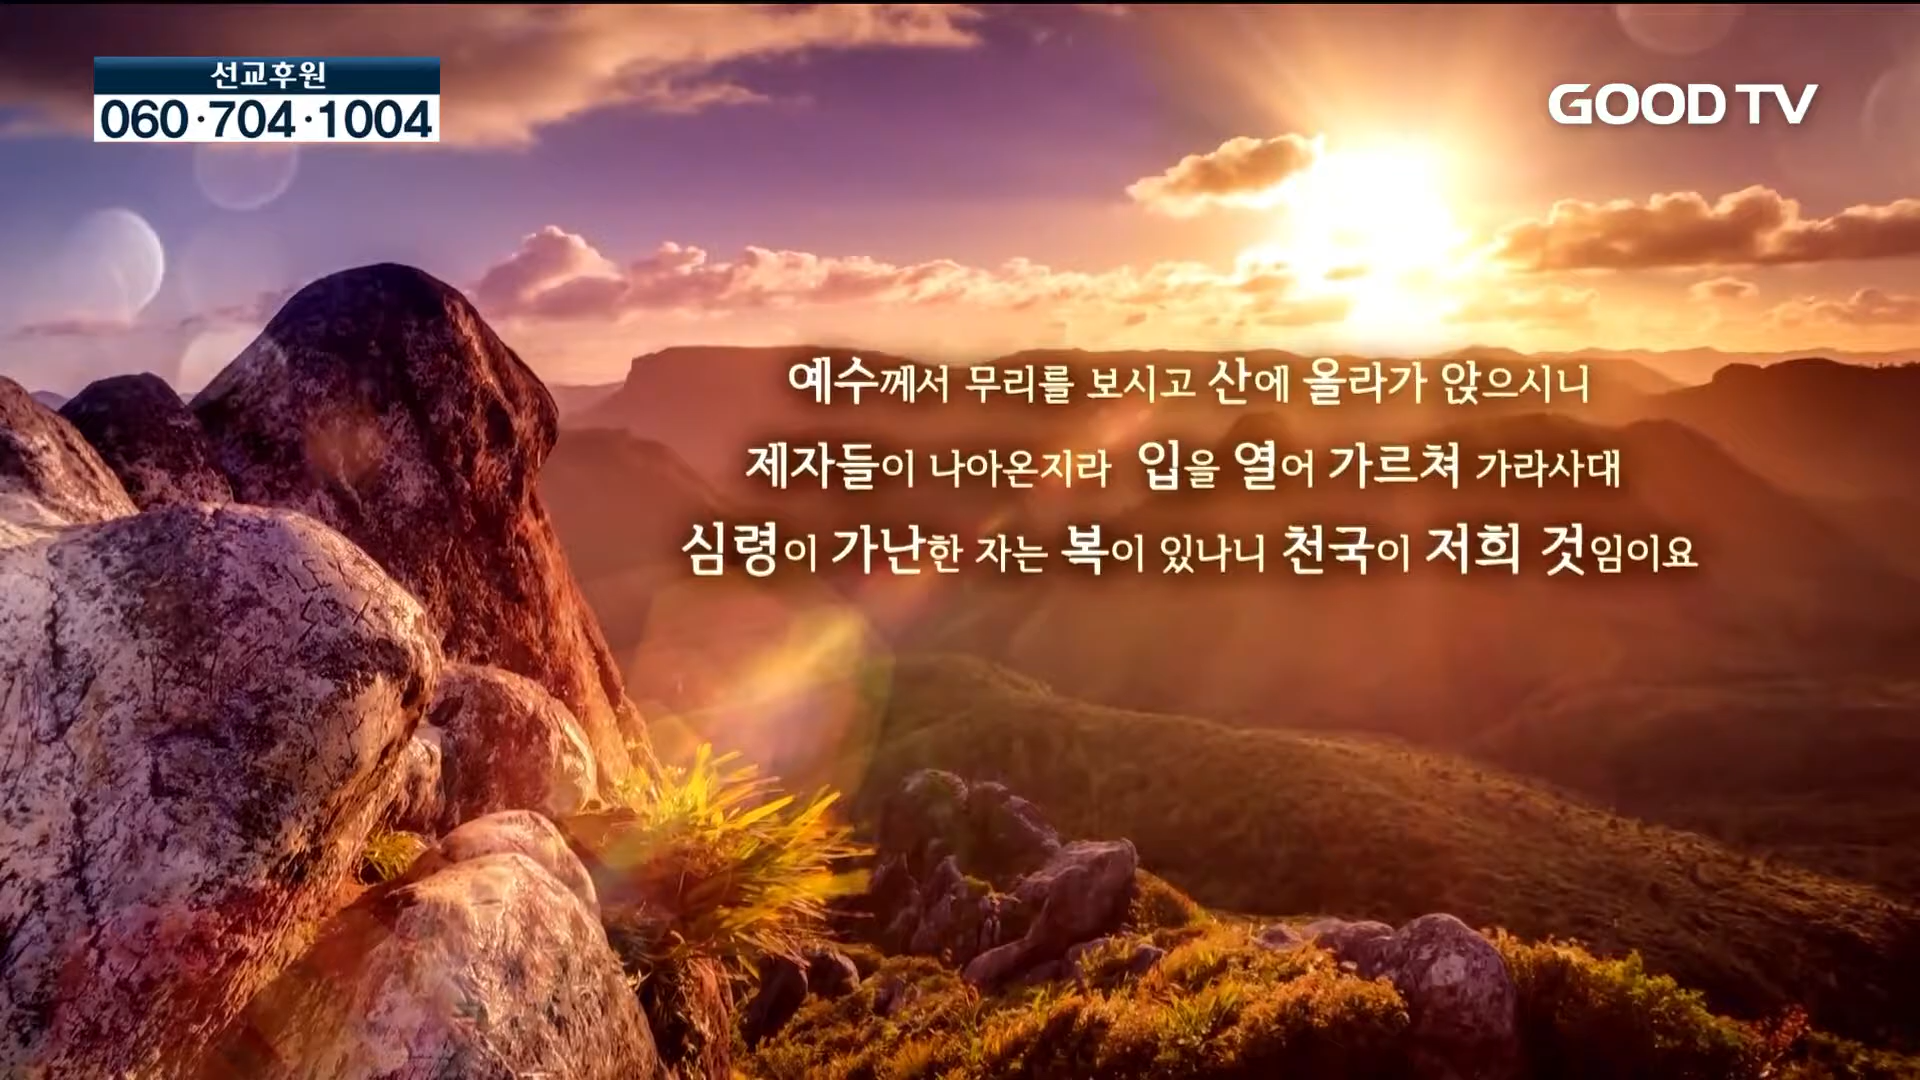 선교후원
060·704·1004
GOOD TV
예수께서 무리를 보시고 산에 올라가 앉으시니
제자들이 나아온지라 입을 열어 가르쳐 가라사대
심령이 가난한 자는 복이 있나니 천국이 저희 것임이요